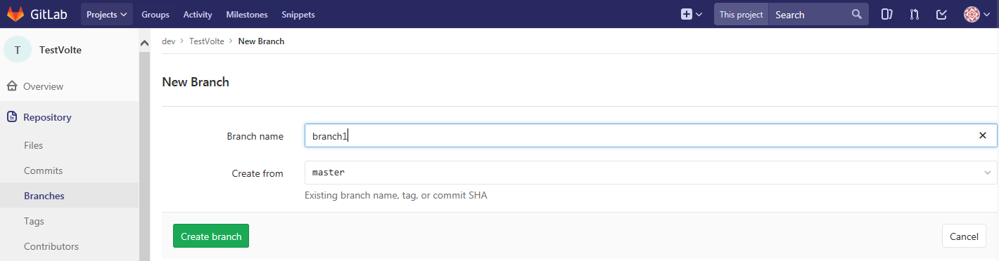 GitLab Projects Groups Activity Milestones Snippets This project Search
T TestVolte
dev > TestVolte > New Branch
Overview
New Branch
Repository
Branch name branch1
Files
Commits
Create from master
Branches
Existing branch name, tag, or commit SHA
Tags
Create branch Cancel
Contributors